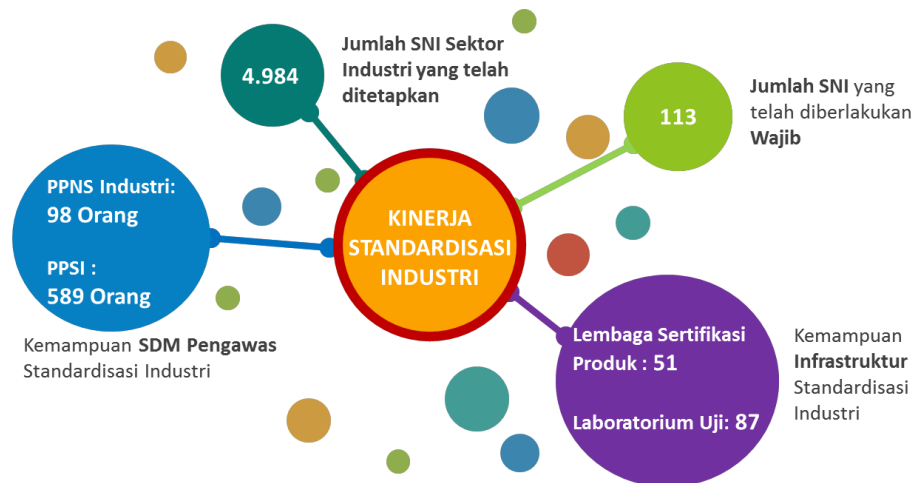 4.984
Jumlah SNI Sektor
Industri yang telah
ditetapkan
113
Jumlah SNI yang
telah diberlakukan
Wajib
PPNS Industri:
98 Orang
PPSI :
589 Orang
Kemampuan SDM Pengawas
Standardisasi Industri
KINERJA
STANDARDISASI
INDUSTRI
Lembaga Sertifikasi
Produk : 51
Laboratorium Uji: 87
Kemampuan
Infrastruktur
Standardisasi
Industri